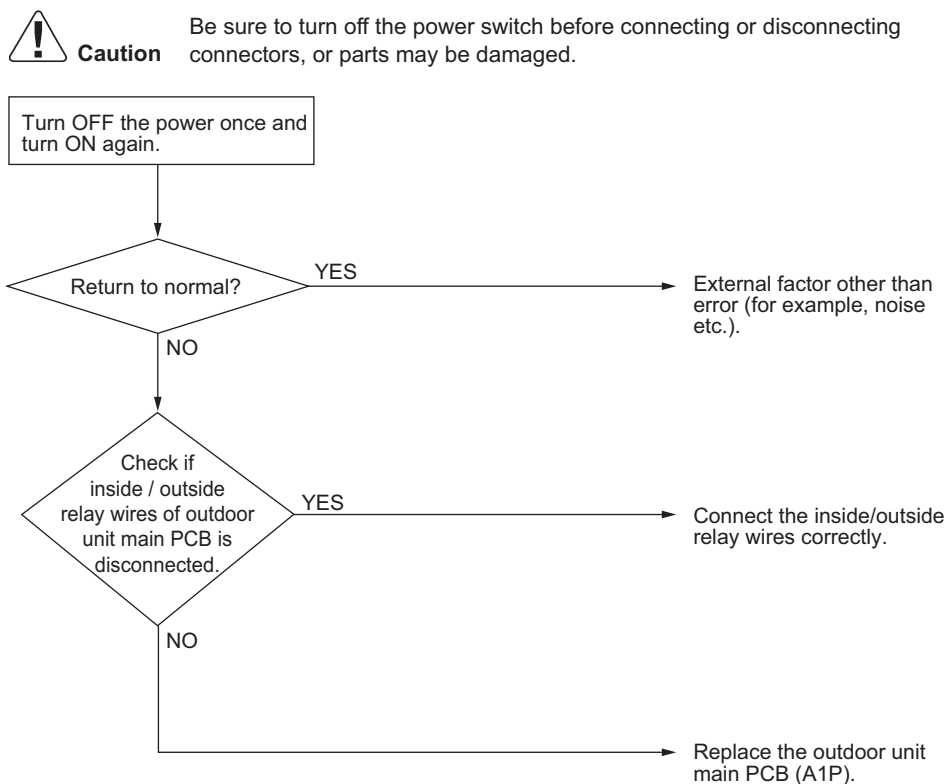 Be sure to turn off the power switch before connecting or disconnecting
Caution connectors, or parts may be damaged.
Turn OFF the power once and
turn ON again.
Return to normal?
YES
External factor other than
error (for example, noise
etc.).
NO
Check if
inside / outside
relay wires of outdoor
unit main PCB is
disconnected.
YES
Connect the inside/outside
relay wires correctly.
NO
Replace the outdoor unit
main PCB (A1P).